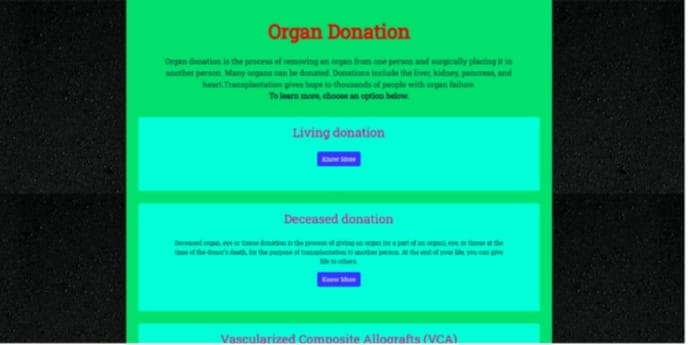 Organ Donation
Organ donation is the process of removing an organ from one person and surgically placing it in
another person. Many organs can be donated. Donations include the liver, kidney, pancreas, and
heart.Transplantation gives hope to thousands of people with organ failure.
To learn more, choose an option below.
Living donation
Know More
Deceased donation
Deceased organ, eye or tissue donation is the process of giving an organ (or a part of an organ), eye, or tissue at the
time of the donor's death, for the purpose of transplantation to another person. At the end of your life, you can give
life to others
Know More
Vascularized Composite Allografts (VCA)